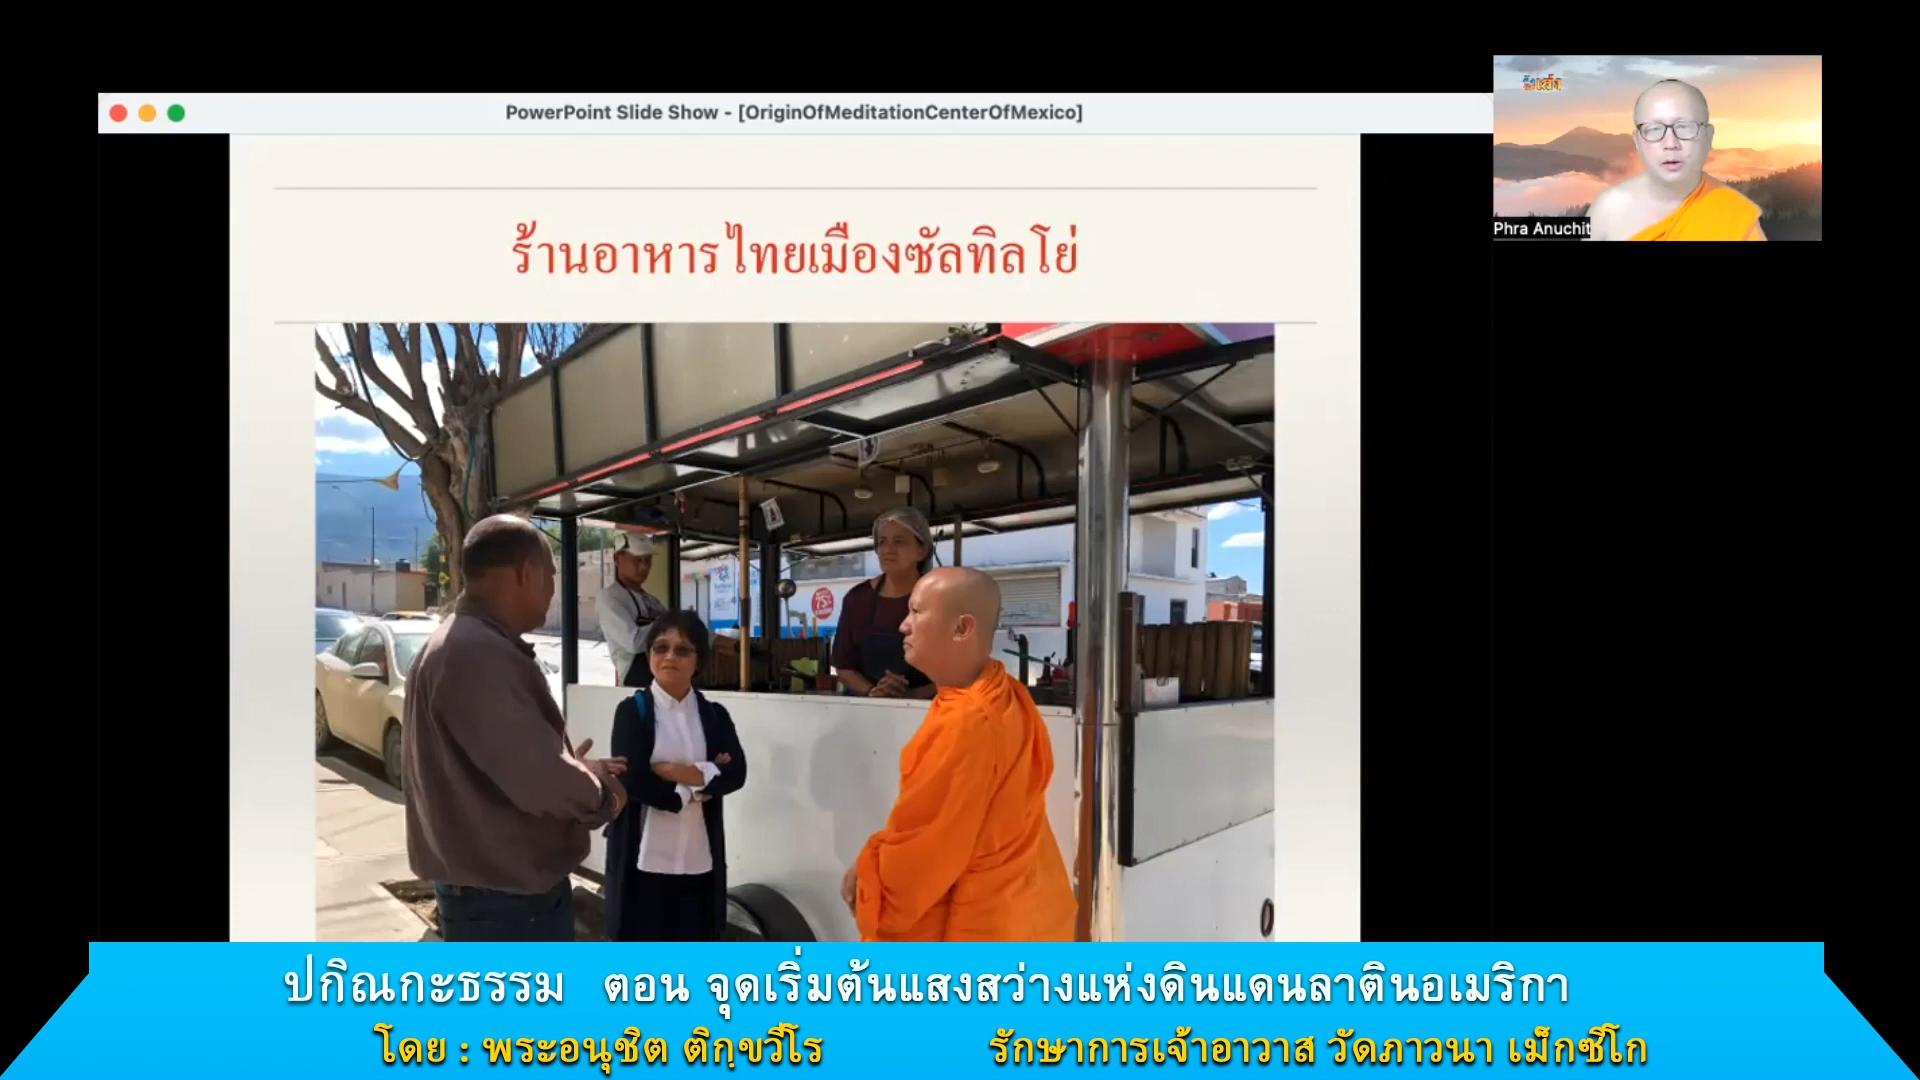 PowerPoint Slide Show - [OriginOfMeditationCenterOfMexico]
Phra Anuchit
ร้านอาหารไทยเมืองซัลทิลโย่
75
ปกิณกะธรรม ตอน จุดเริ่มต้นแสงสว่างแห่งดินแดนลาตินอเมริกา
โดย : พระอนุชิต ติกฺขวีโร รักษาการเจ้าอาวาส วัดภาวนา เม็กซีโก